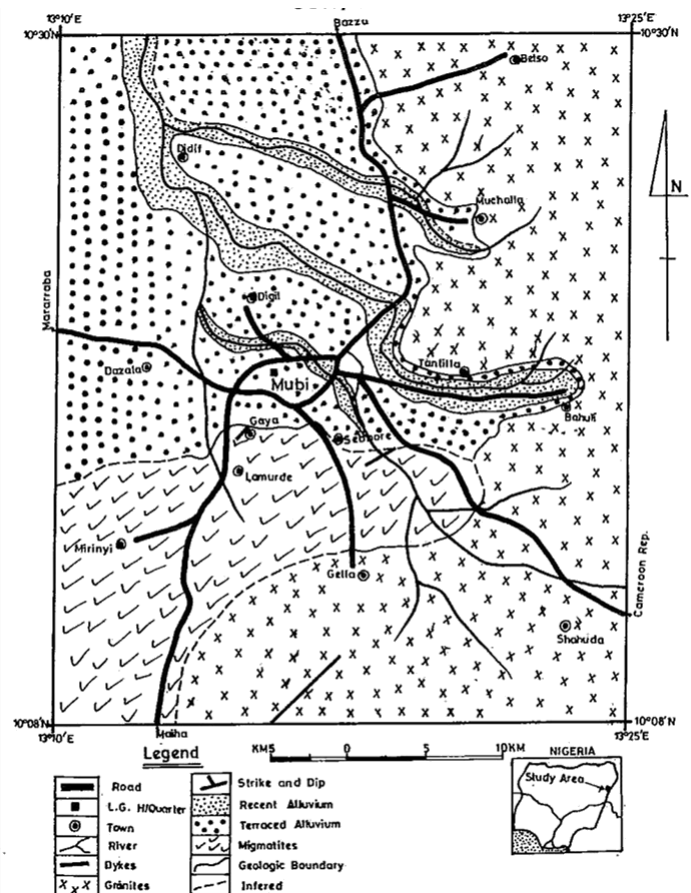 13°10'E
Bazza
13°25'E
10°30'N
10°30'N
Belso
Didif
Muchalla
N
Digil
Mararraba
Tantilla
Dazala
Mubi
Bahuli
Gaya
Sebhore
Lamurde
Mirinyi
Gella
Cameroon Rep.
Shahuda
10°08'N
10°08'N
13°10'E
Maiha
13°25'E
Legend
KM5 0 5 10KM
NIGERIA
Study Area
Road
L.G. H/Quarter
Town
River
Dykes
Granites
Strike and Dip
Recent Alluvium
Terraced Alluvium
Migmatites
Geologic Boundary
Infered